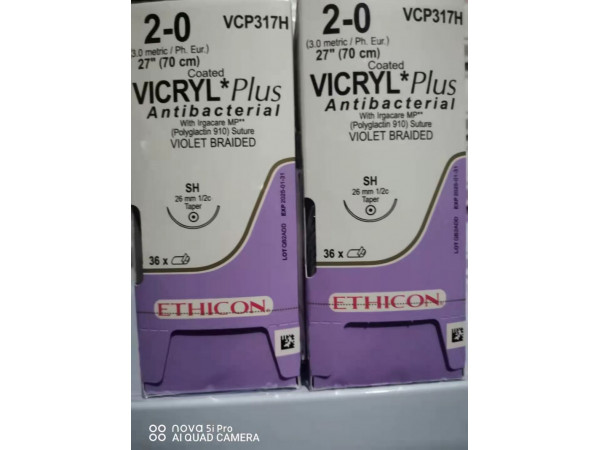 2-0 VCP317H
(3.0 metric / Ph. Eur.)
27" (70 cm)
Coated
VICRYL* Plus
Antibacterial
With Irgacare MP**
(Polyglactin 910) Suture
VIOLET BRAIDED
SH
26 mm 1/2c
Taper
36 x
ETHICON
2-0 VCP317H
(3.0 metric / Ph. Eur.)
27" (70 cm)
Coated
VICRYL* Plus
Antibacterial
With Irgacare MP**
(Polyglactin 910) Suture
VIOLET BRAIDED
SH
26 mm 1/2c
Taper
36 x
ETHICON
nova 5i Pro
AI QUAD CAMERA